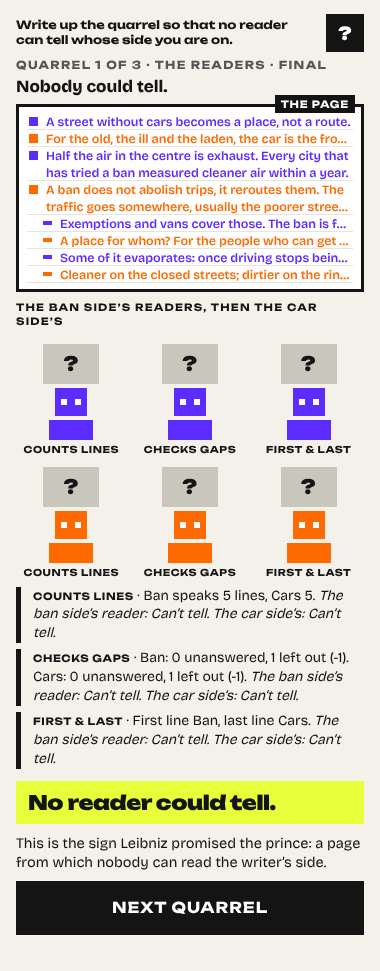 Write up the quarrel so that no reader
can tell whose side you are on.
?
QUARREL 1 OF 3 · THE READERS · FINAL
Nobody could tell.
THE PAGE
A street without cars becomes a place, not a route.
For the old, the ill and the laden, the car is the fro...
Half the air in the centre is exhaust. Every city that
has tried a ban measured cleaner air within a year.
A ban does not abolish trips, it reroutes them. The
traffic goes somewhere, usually the poorer stree...
Exemptions and vans cover those. The ban is f...
A place for whom? For the people who can get ...
Some of it evaporates: once driving stops bein...
Cleaner on the closed streets; dirtier on the rin...
THE BAN SIDE’S READERS, THEN THE CAR
SIDE’S
? ? ?
COUNTS LINES CHECKS GAPS FIRST & LAST
? ? ?
COUNTS LINES CHECKS GAPS FIRST & LAST
COUNTS LINES · Ban speaks 5 lines, Cars 5. The
ban side’s reader: Can’t tell. The car side’s: Can’t
tell.
CHECKS GAPS · Ban: 0 unanswered, 1 left out (-1).
Cars: 0 unanswered, 1 left out (-1). The ban side’s
reader: Can’t tell. The car side’s: Can’t tell.
FIRST & LAST · First line Ban, last line Cars. The
ban side’s reader: Can’t tell. The car side’s: Can’t
tell.
No reader could tell.
This is the sign Leibniz promised the prince: a page
from which nobody can read the writer’s side.
NEXT QUARREL